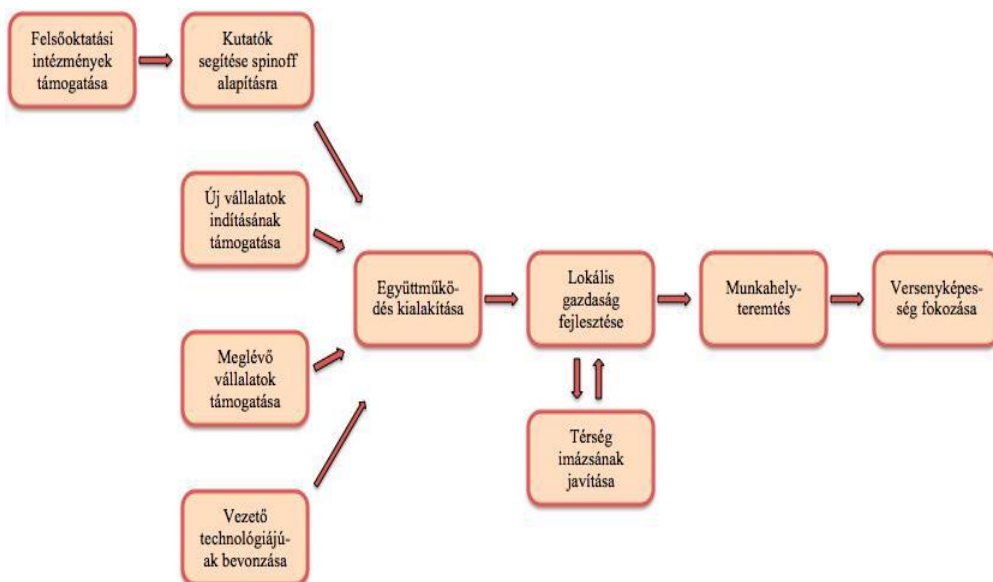 Felsőoktatási
intézmények
támogatása
Kutatók
segítése spinoff
alapításra
Új vállalatok
indításának
támogatása
Együttműkö-
dés kialakítása
Lokális
gazdaság
fejlesztése
Munkahely-
teremtés
Versenyképes-
ség fokozása
Meglévő
vállalatok
támogatása
Térség
imázsának
javítása
Vezető
technológiájú-
ak bevonzása